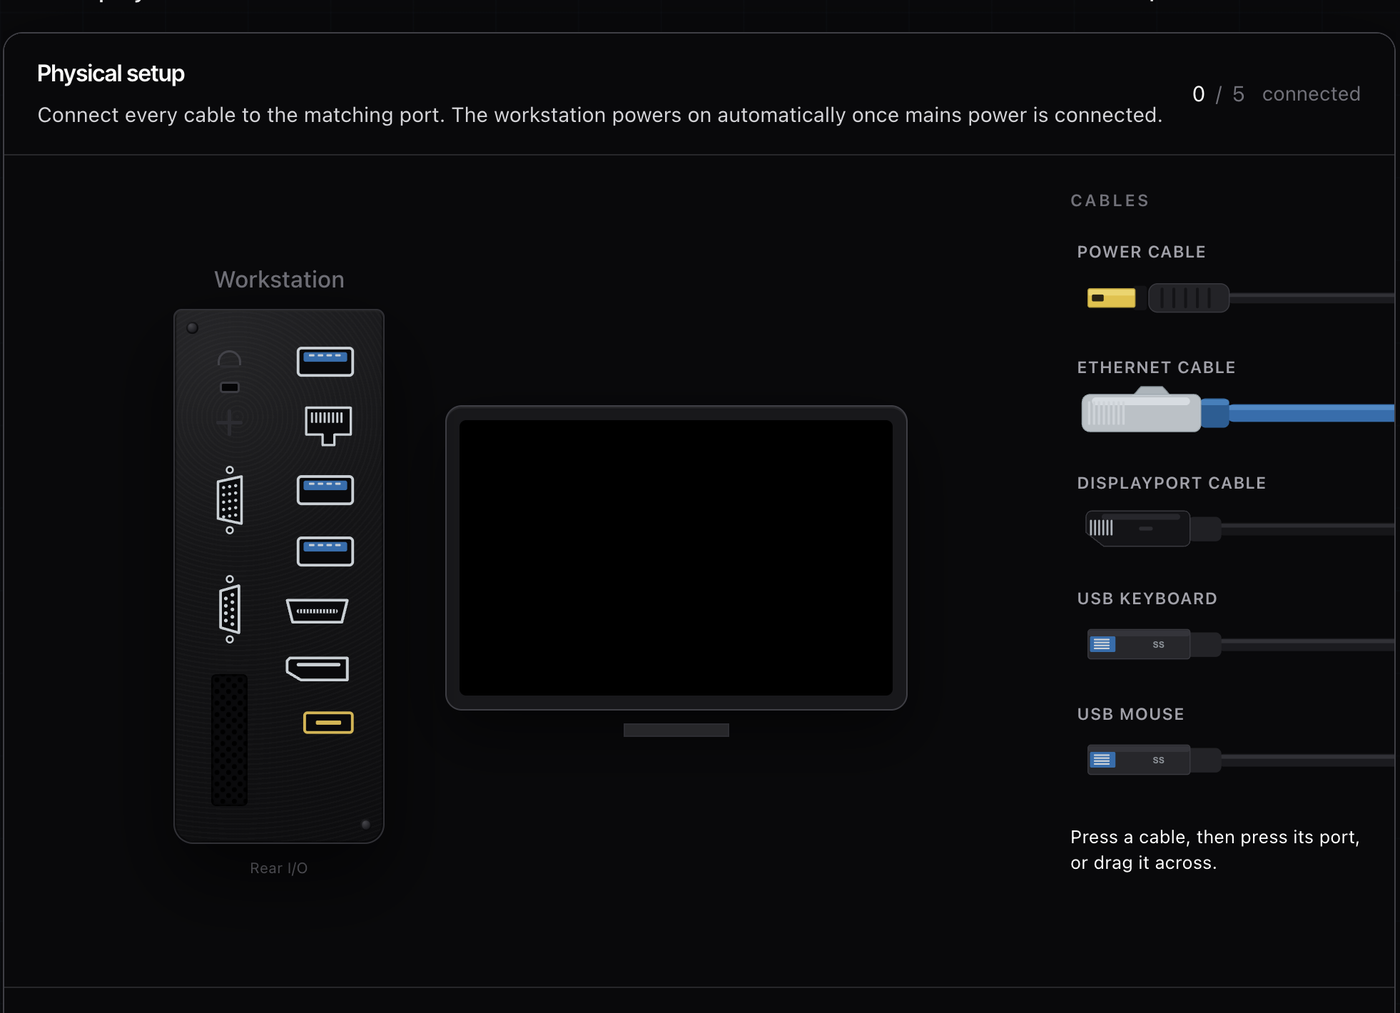 Physical setup
Connect every cable to the matching port. The workstation powers on automatically once mains power is connected.
0 / 5 connected
Workstation
Rear I/O
CABLES
POWER CABLE
ETHERNET CABLE
DISPLAYPORT CABLE
USB KEYBOARD
SS
USB MOUSE
SS
Press a cable, then press its port,
or drag it across.